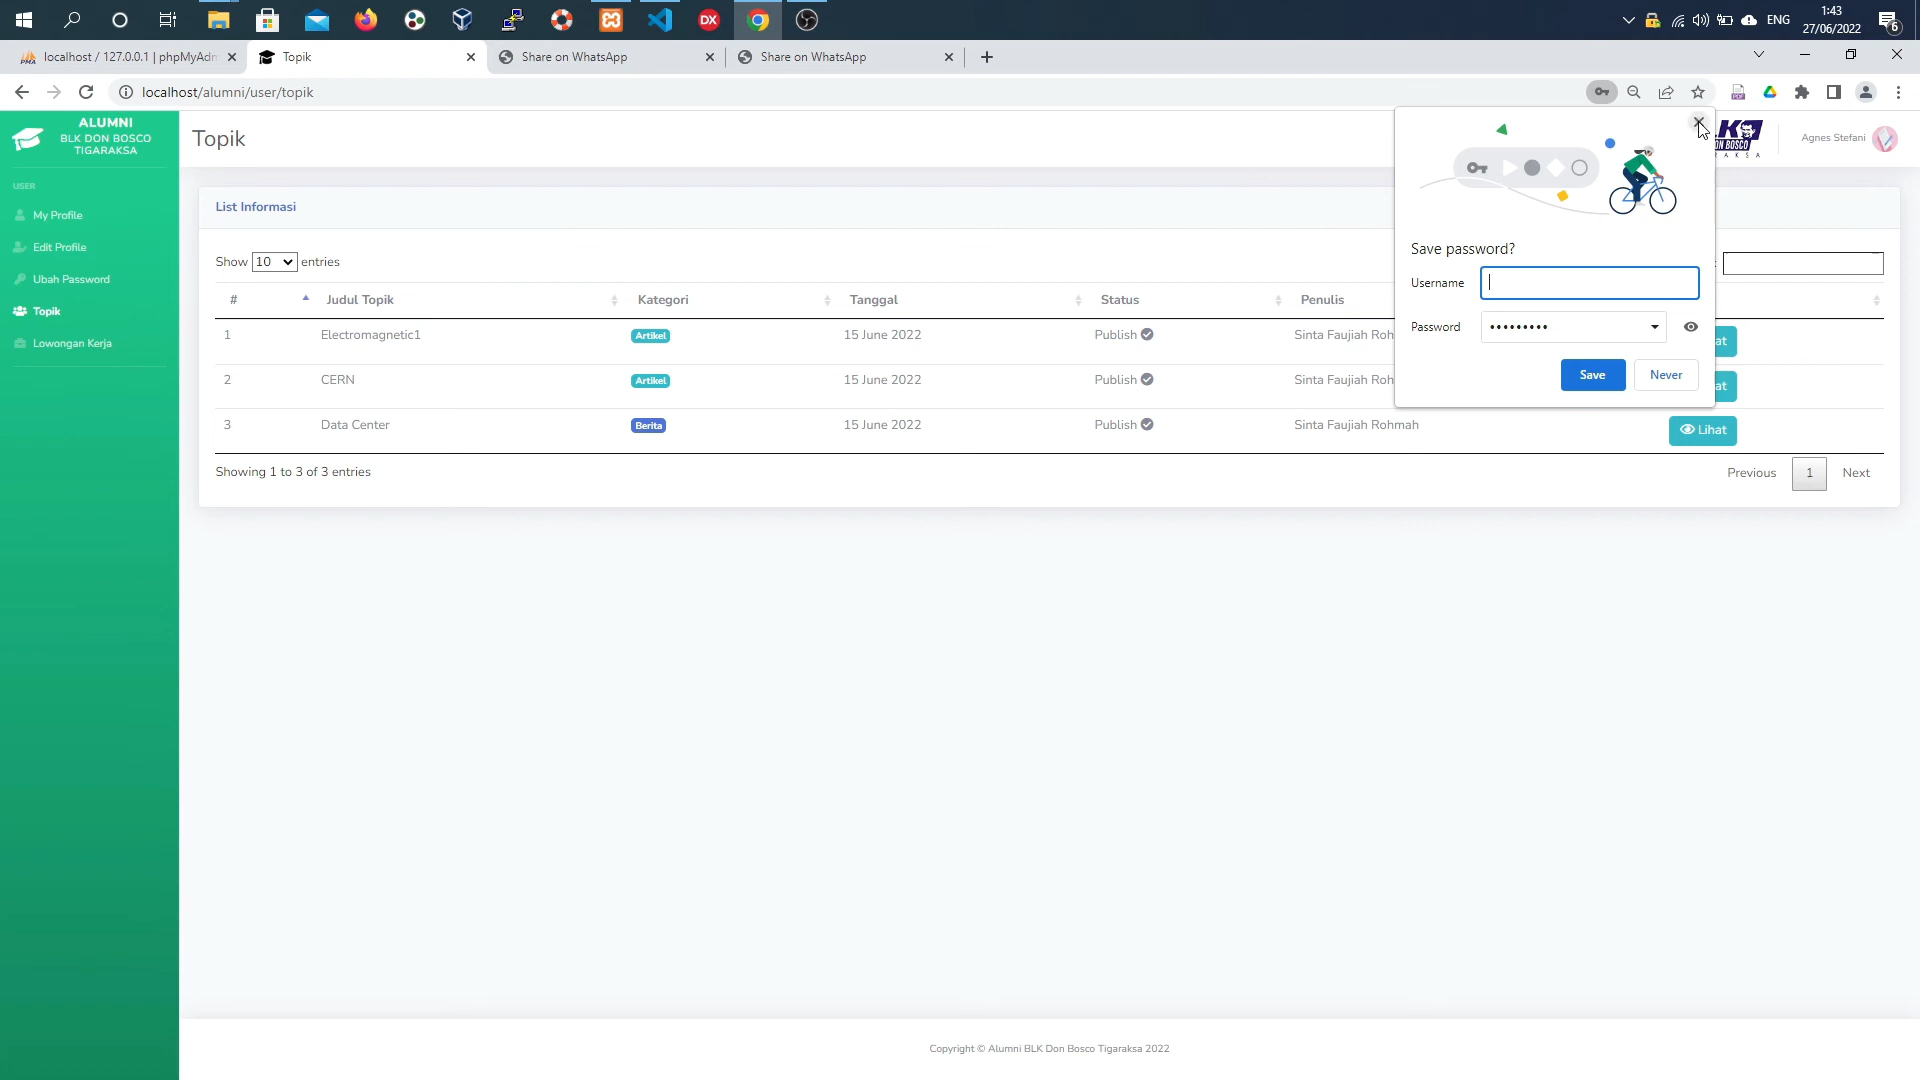 ENG
1:43
27/06/2022
6
localhost / 127.0.0.1 | phpMyAdm
Topik
Share on WhatsApp
Share on WhatsApp
localhost/alumni/user/topik
ALUMNI
BLK DON BOSCO
TIGARAKSA
Topik
Agnes Stefani
USER
My Profile
Edit Profile
Ubah Password
Topik
Lowongan Kerja
List Informasi
Show 10 entries
# Judul Topik Kategori Tanggal Status Penulis
1 Electromagnetic1 Artikel 15 June 2022 Publish Sinta Faujiah Roh
2 CERN Artikel 15 June 2022 Publish Sinta Faujiah Roh
3 Data Center Berita 15 June 2022 Publish Sinta Faujiah Rohmah Lihat
Showing 1 to 3 of 3 entries
Previous 1 Next
Save password?
Username
Password •••••••••
Save Never
Copyright © Alumni BLK Don Bosco Tigaraksa 2022